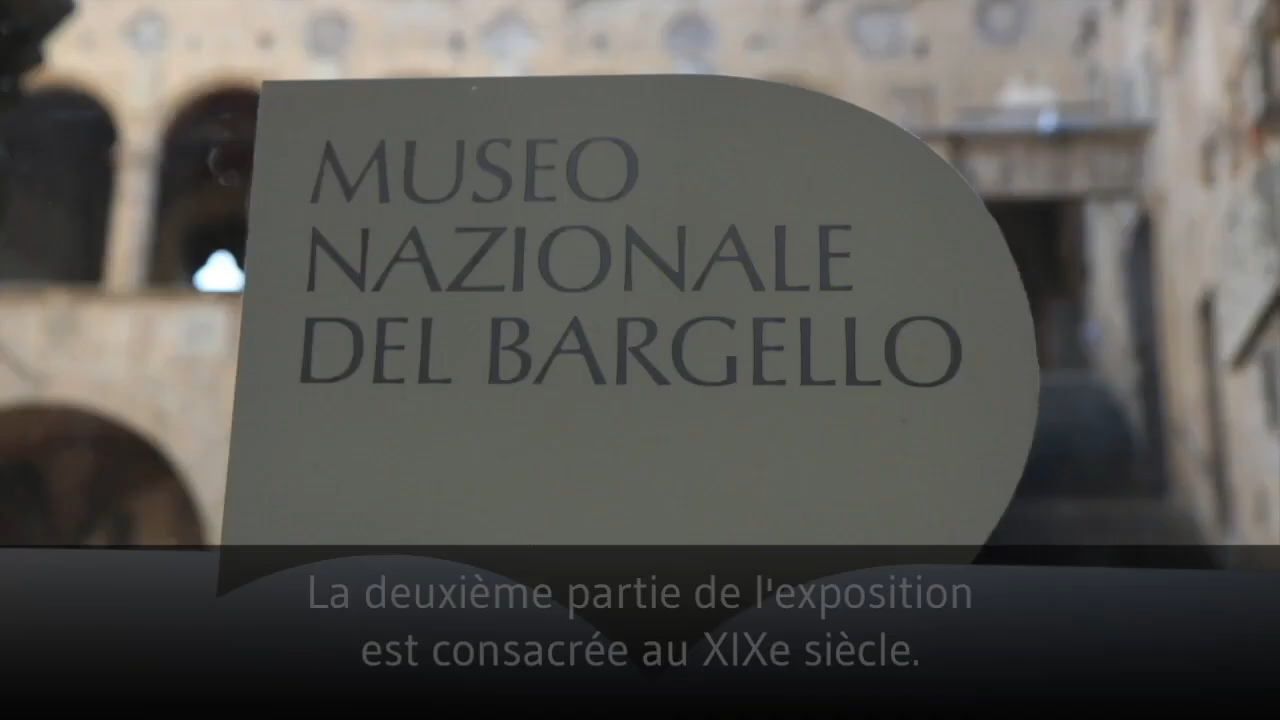 MUSEO
NAZIONALE
DEL BARGELLO
La deuxième partie de l'exposition
est consacrée au XIXe siècle.